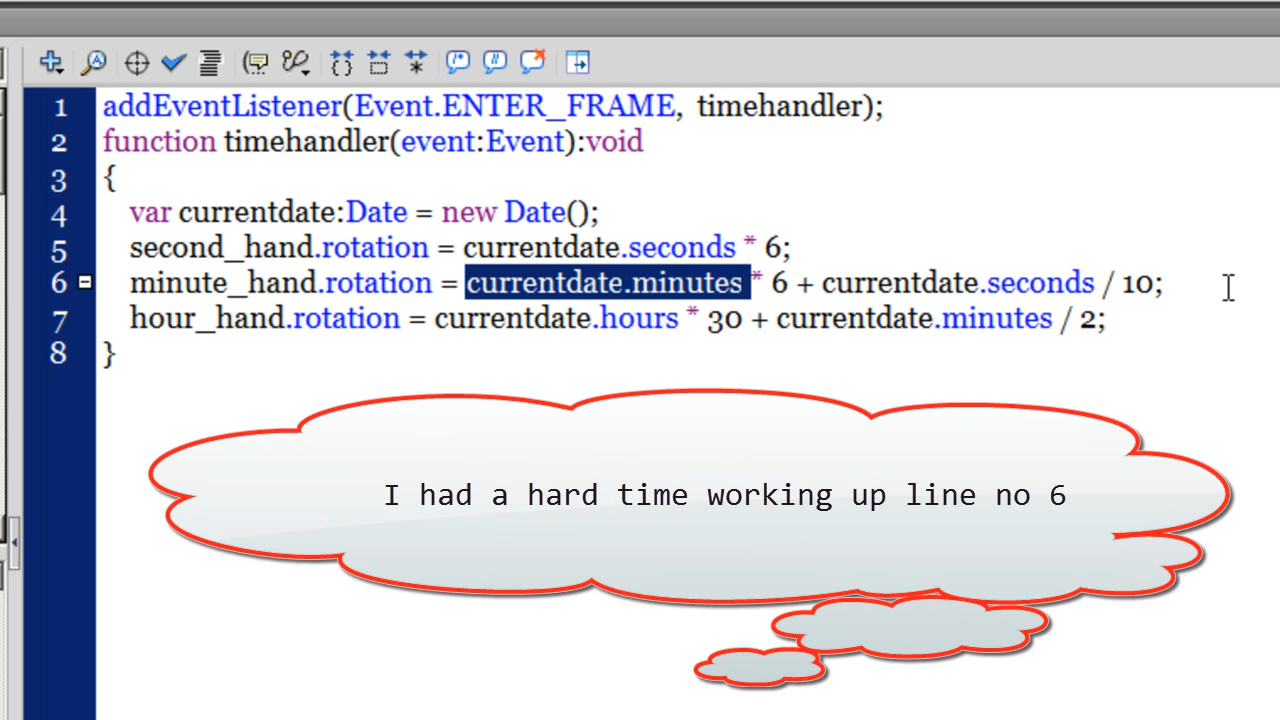 1 addEventListener(Event.ENTER_FRAME, timehandler);
2 function timehandler(event:Event):void
3 {
4 var currentdate:Date = new Date();
5 second_hand.rotation = currentdate.seconds * 6;
6 minute_hand.rotation = currentdate.minutes * 6 + currentdate.seconds / 10;
7 hour_hand.rotation = currentdate.hours * 30 + currentdate.minutes / 2;
8 }
I had a hard time working up line no 6